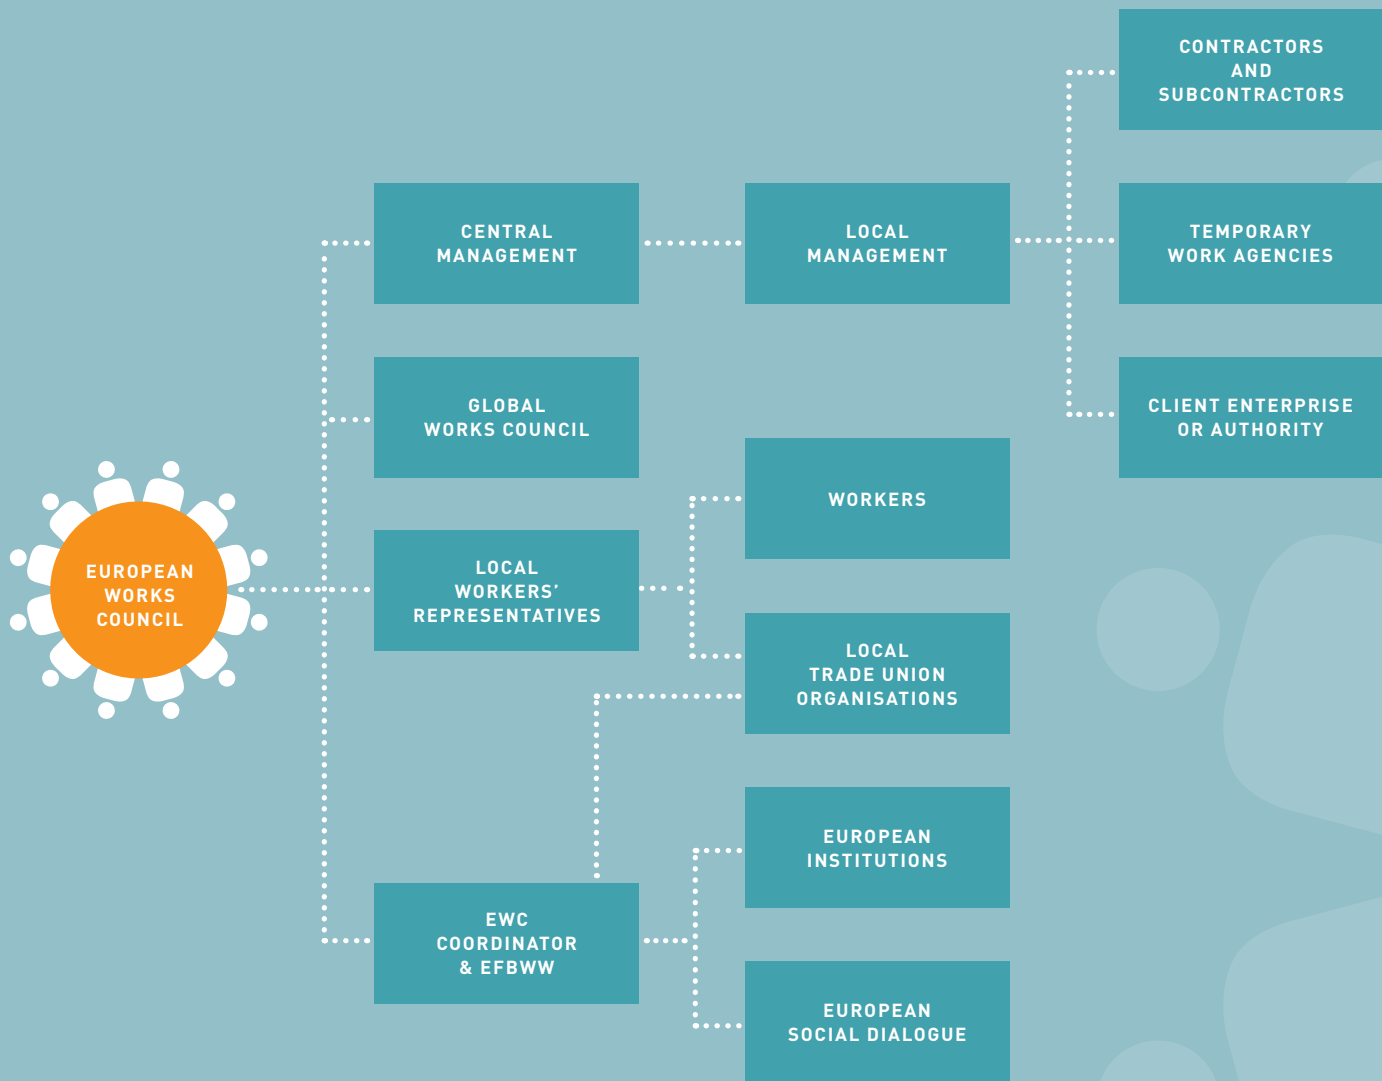 CONTRACTORS
AND
SUBCONTRACTORS
CENTRAL
MANAGEMENT
LOCAL
MANAGEMENT
TEMPORARY
WORK AGENCIES
GLOBAL
WORKS COUNCIL
CLIENT ENTERPRISE
OR AUTHORITY
WORKERS
EUROPEAN
WORKS
COUNCIL
LOCAL
WORKERS’
REPRESENTATIVES
LOCAL
TRADE UNION
ORGANISATIONS
EUROPEAN
INSTITUTIONS
EWC
COORDINATOR
& EFBWW
EUROPEAN
SOCIAL DIALOGUE